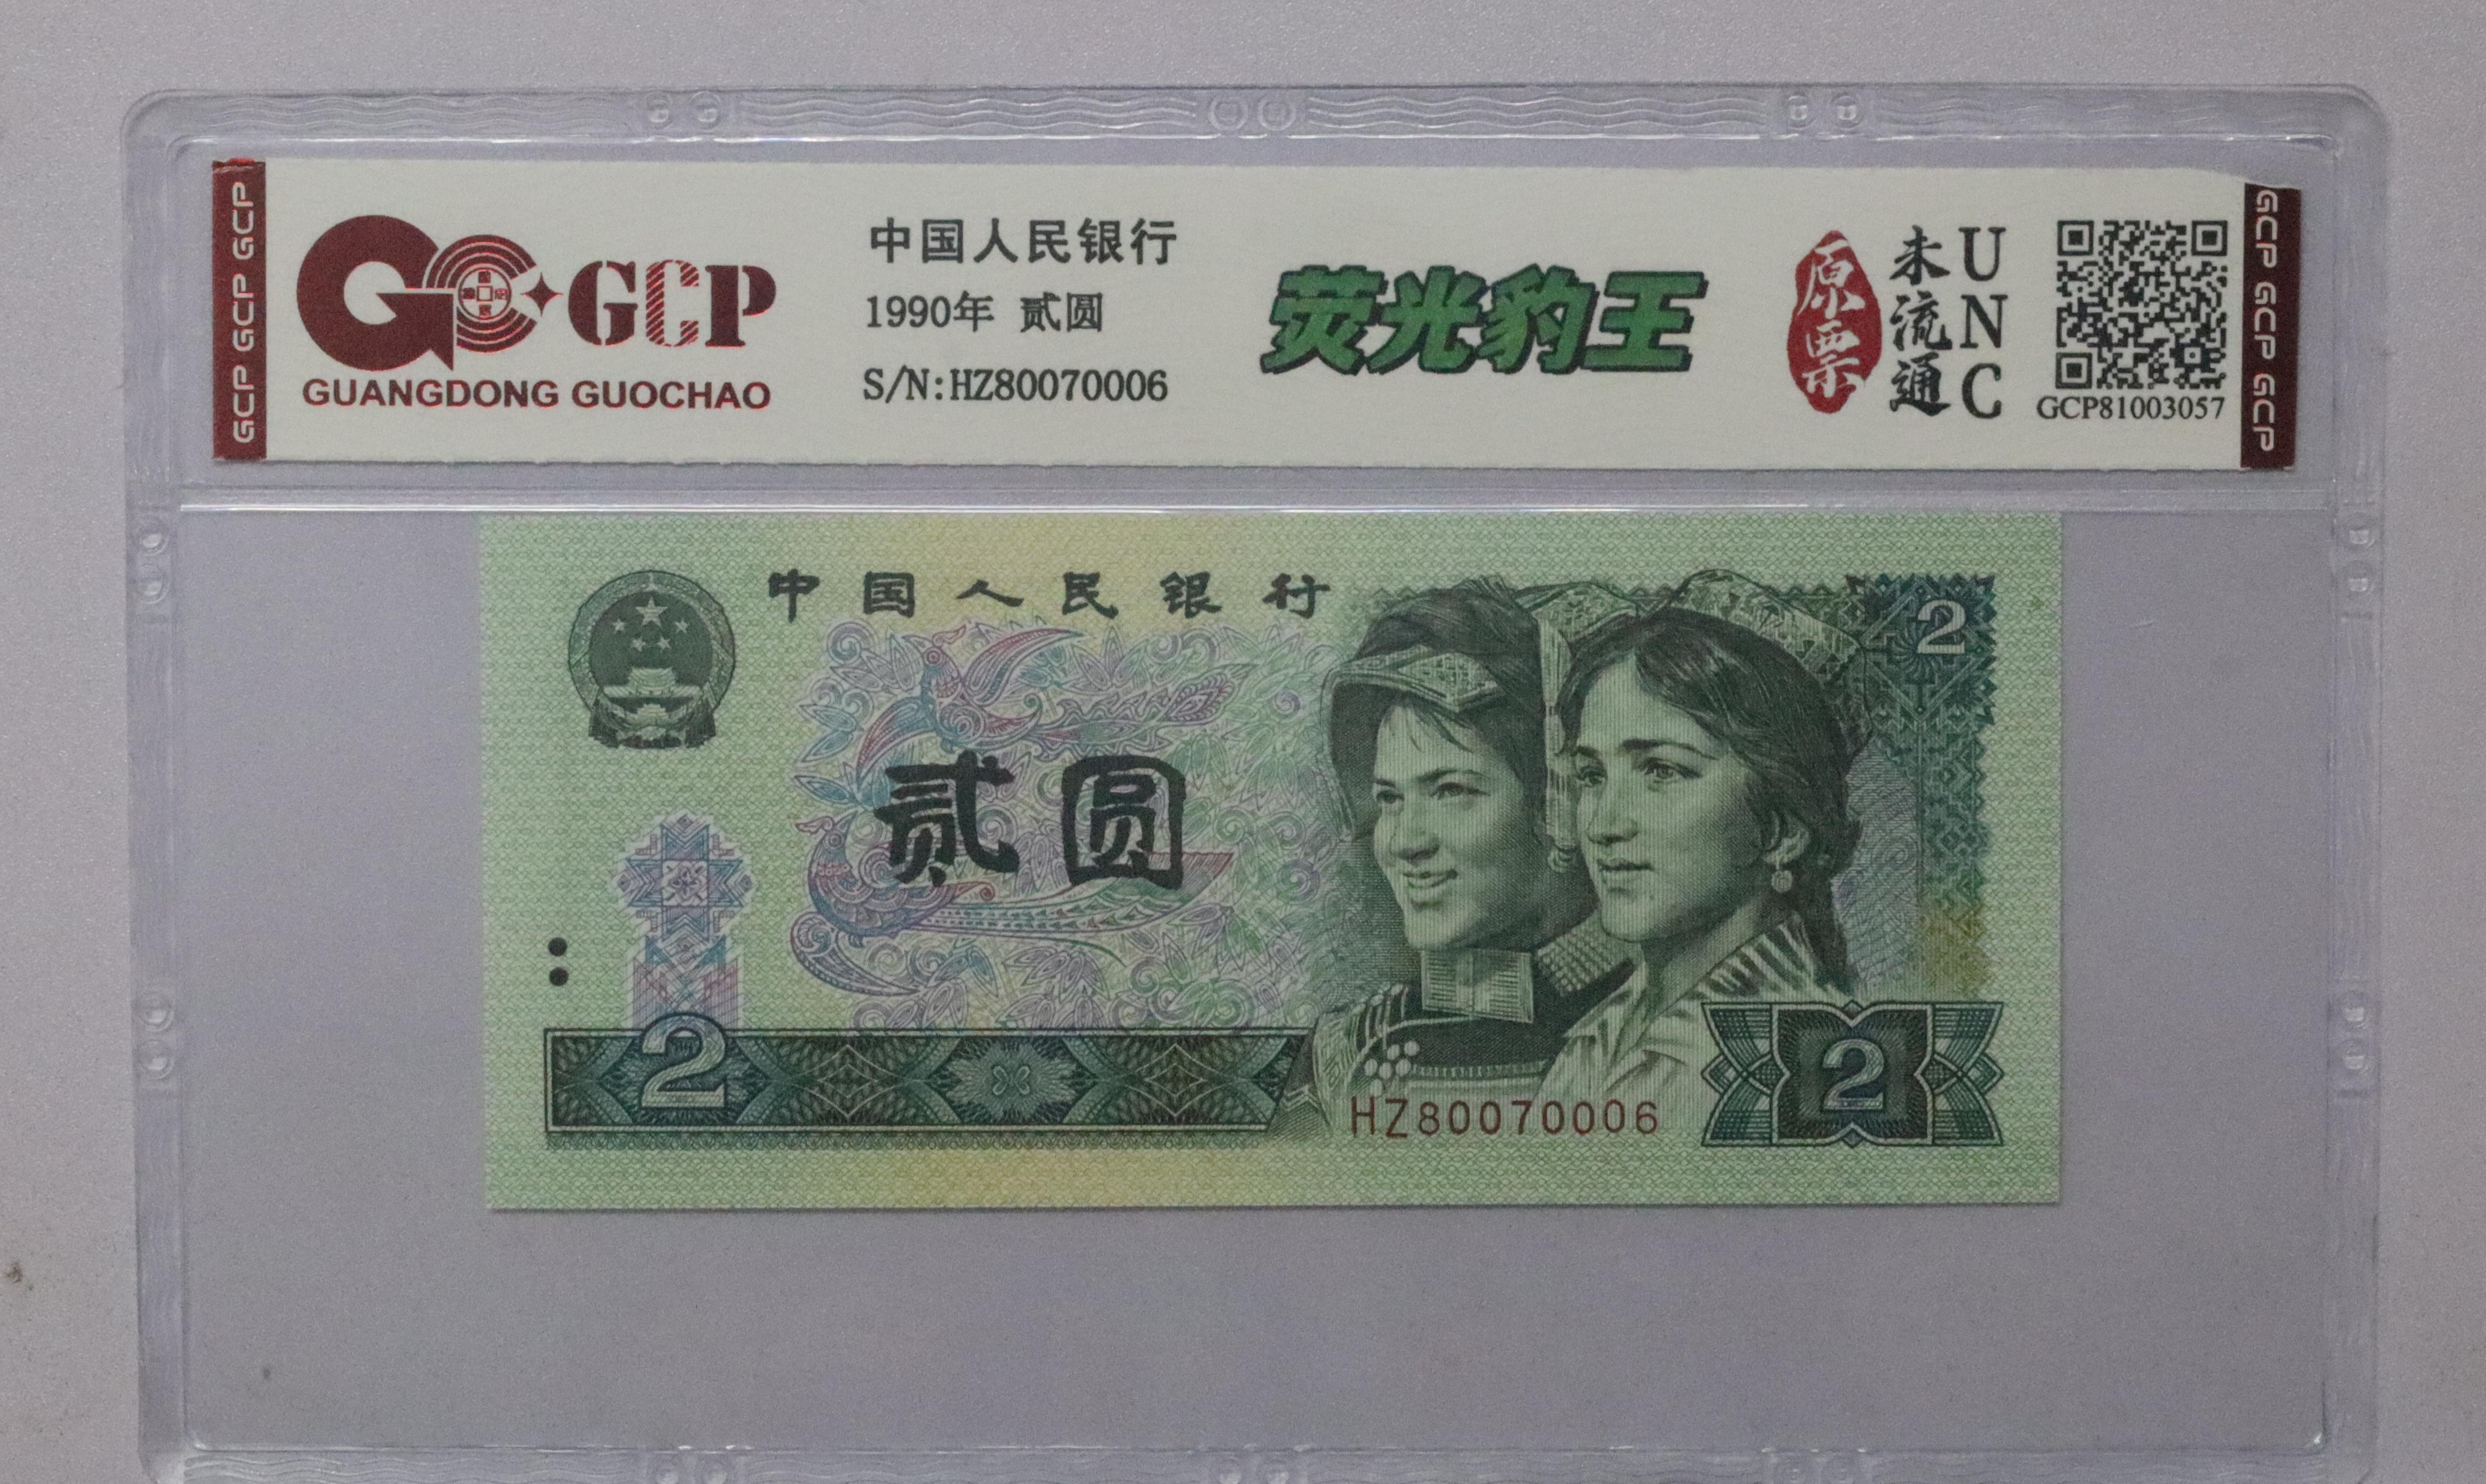 GCP GCP GCP
GCP
GUANGDONG GUOCHAO
中国人民银行
1990年 贰圆
S/N:HZ80070006
荧光豹王
原票
未流通
UNC
GCP81003057
GCP GCP GCP
中国人民银行
2
贰圆
2
HZ80070006
2